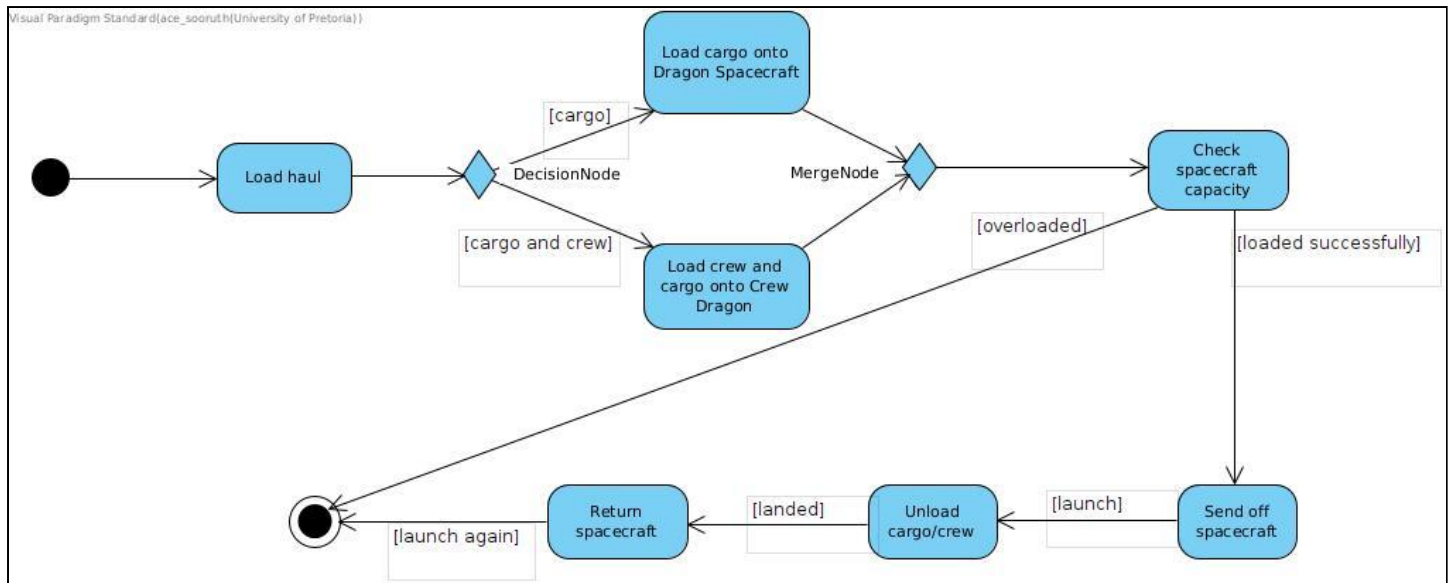 Visual Paradigm Standard(ace_sooruth(University of Pretoria))
Load cargo onto
Dragon Spacecraft
[cargo]
Load haul
DecisionNode
MergeNode
Check
spacecraft
capacity
[cargo and crew]
Load crew and
cargo onto Crew
Dragon
[overloaded]
[loaded successfully]
Return
spacecraft
[launch again]
[landed]
Unload
cargo/crew
[launch]
Send off
spacecraft